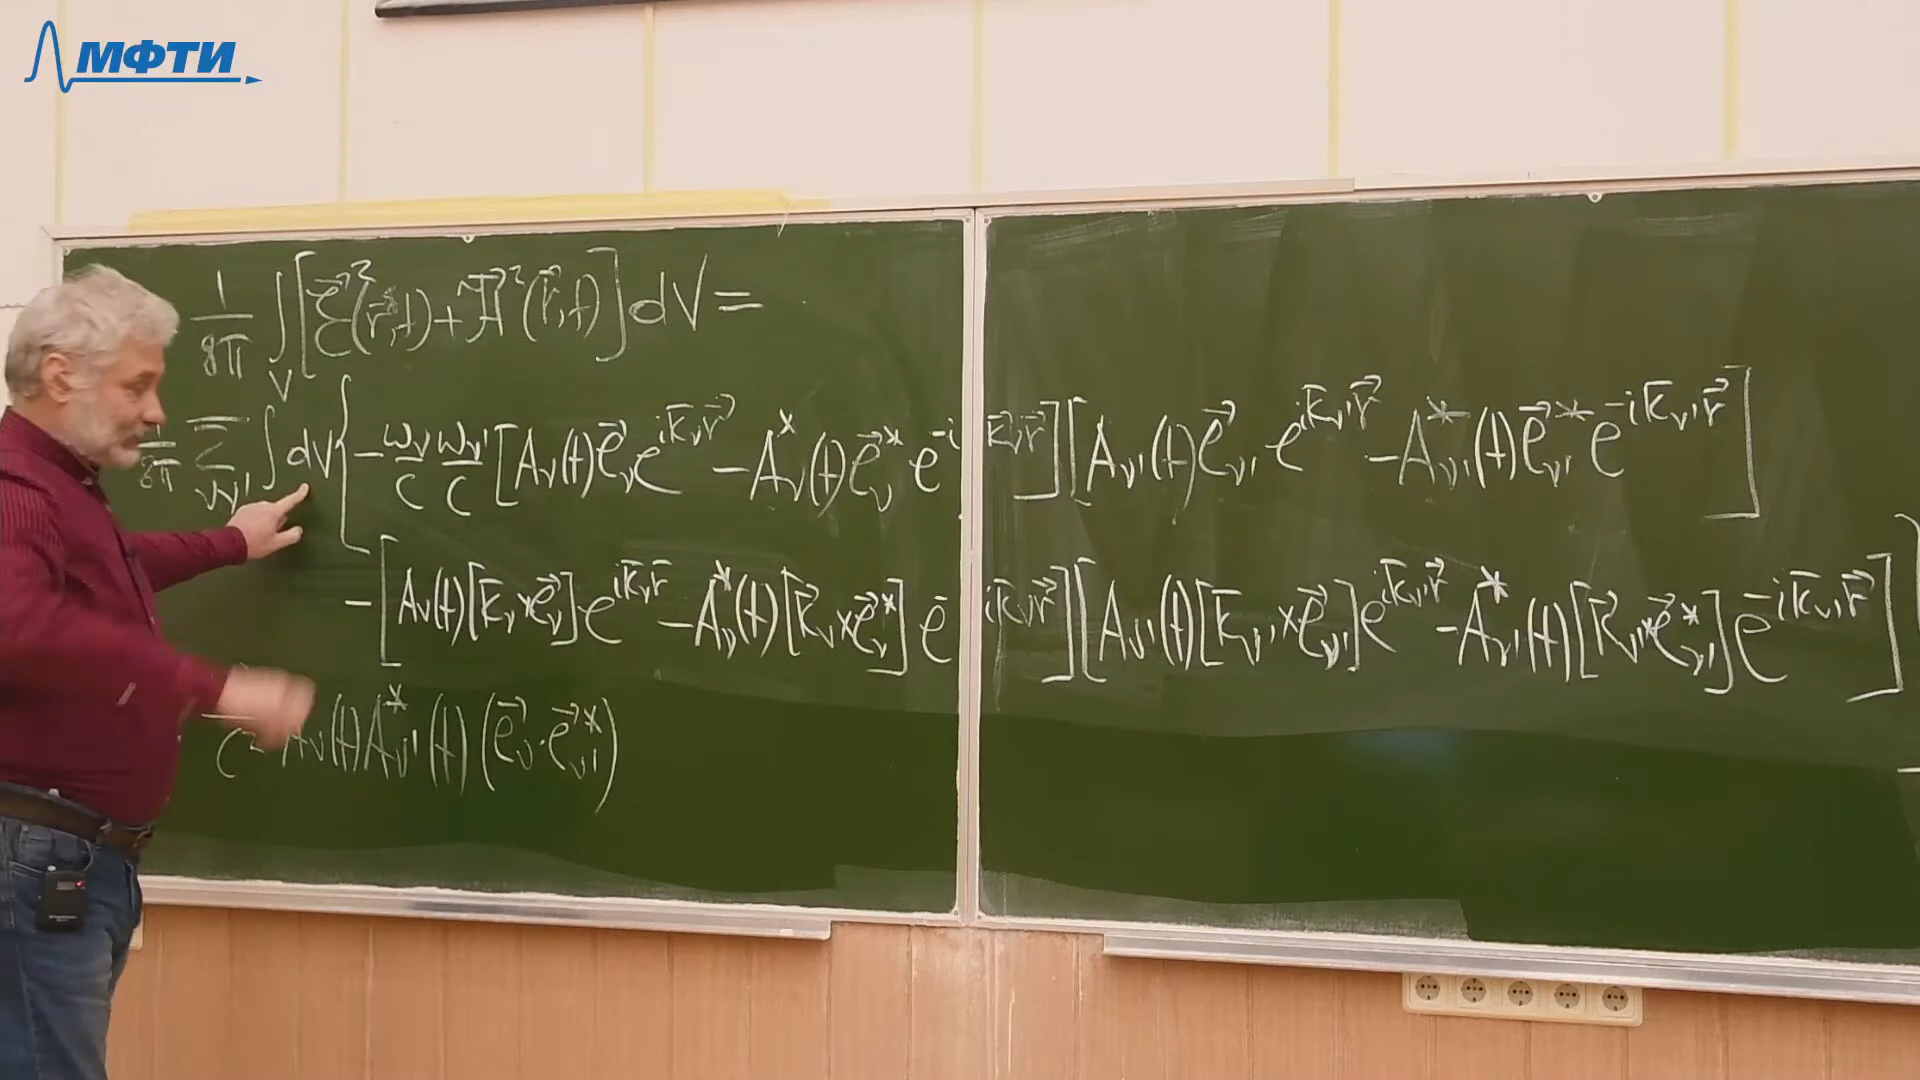 МФТИ
1/8π ∫_V [ℰ⃗²(r⃗,t) + ℋ⃗²(r⃗,t)] dV =
1/8π Σ_νν' ∫ dV { - ω_ν/c ω_ν'/c [A_ν(t) e⃗_ν e^{ik⃗_ν r⃗} - A*_ν(t) e⃗*_ν e^{-ik⃗_ν r⃗}][A_ν'(t) e⃗_ν' e^{ik⃗_ν' r⃗} - A*_ν'(t) e⃗*_ν' e^{-ik⃗_ν' r⃗}]
- [A_ν(t)[k⃗_ν × e⃗_ν] e^{ik⃗_ν r⃗} - A*_ν(t)[k⃗_ν × e⃗*_ν] e^{-ik⃗_ν r⃗}][A_ν'(t)[k⃗_ν' × e⃗_ν'] e^{ik⃗_ν' r⃗} - A*_ν'(t)[k⃗_ν' × e⃗*_ν'] e^{-ik⃗_ν' r⃗}] }
c² A_ν(t) A*_ν'(t) (e⃗_ν · e⃗*_ν')